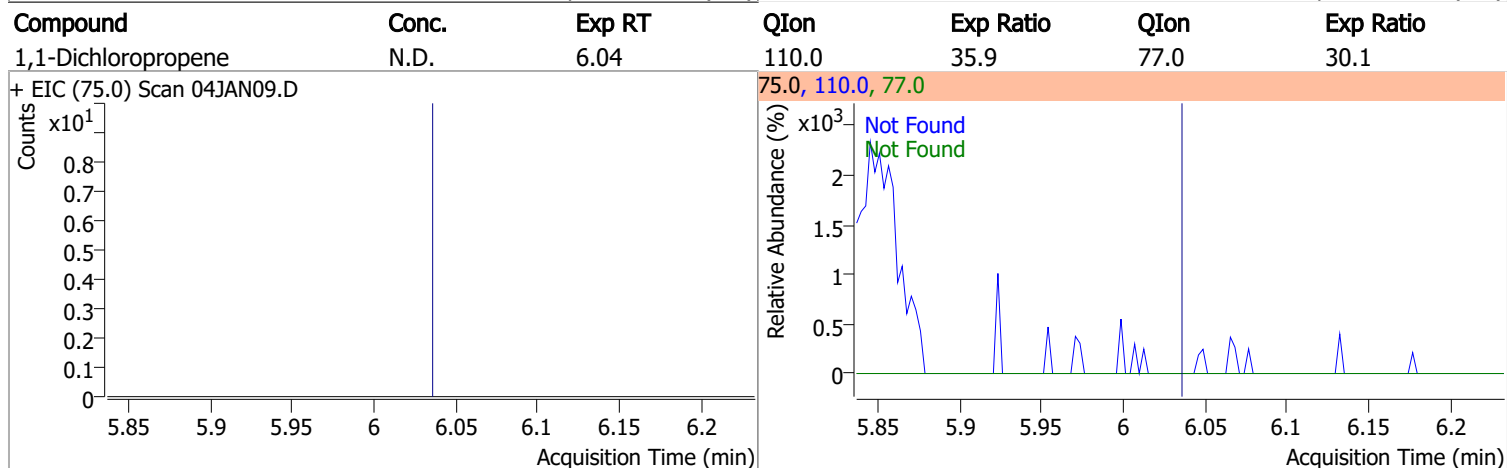 Compound Conc. Exp RT QIon Exp Ratio QIon Exp Ratio
1,1-Dichloropropene N.D. 6.04 110.0 35.9 77.0 30.1
+ EIC (75.0) Scan 04JAN09.D
Counts
x10^1
0.8
0.7
0.6
0.5
0.4
0.3
0.2
0.1
0
5.85 5.9 5.95 6 6.05 6.1 6.15 6.2
Acquisition Time (min)
75.0, 110.0, 77.0
Relative Abundance (%)
x10^3
Not Found
Not Found
2
1.5
1
0.5
0
5.85 5.9 5.95 6 6.05 6.1 6.15 6.2
Acquisition Time (min)